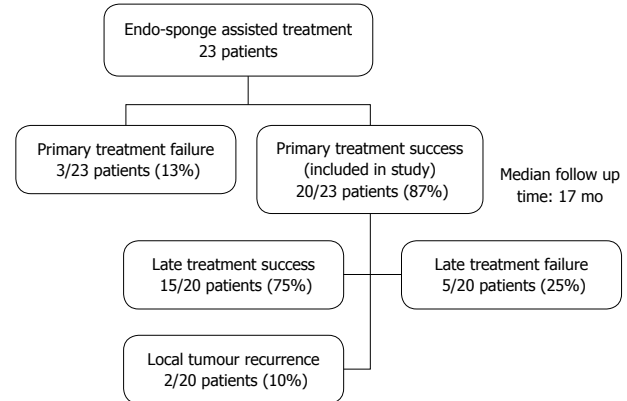 Endo-sponge assisted treatment
23 patients
Primary treatment failure
3/23 patients (13%)
Primary treatment success
(included in study)
20/23 patients (87%)
Median follow up
time: 17 mo
Late treatment success
15/20 patients (75%)
Late treatment failure
5/20 patients (25%)
Local tumour recurrence
2/20 patients (10%)